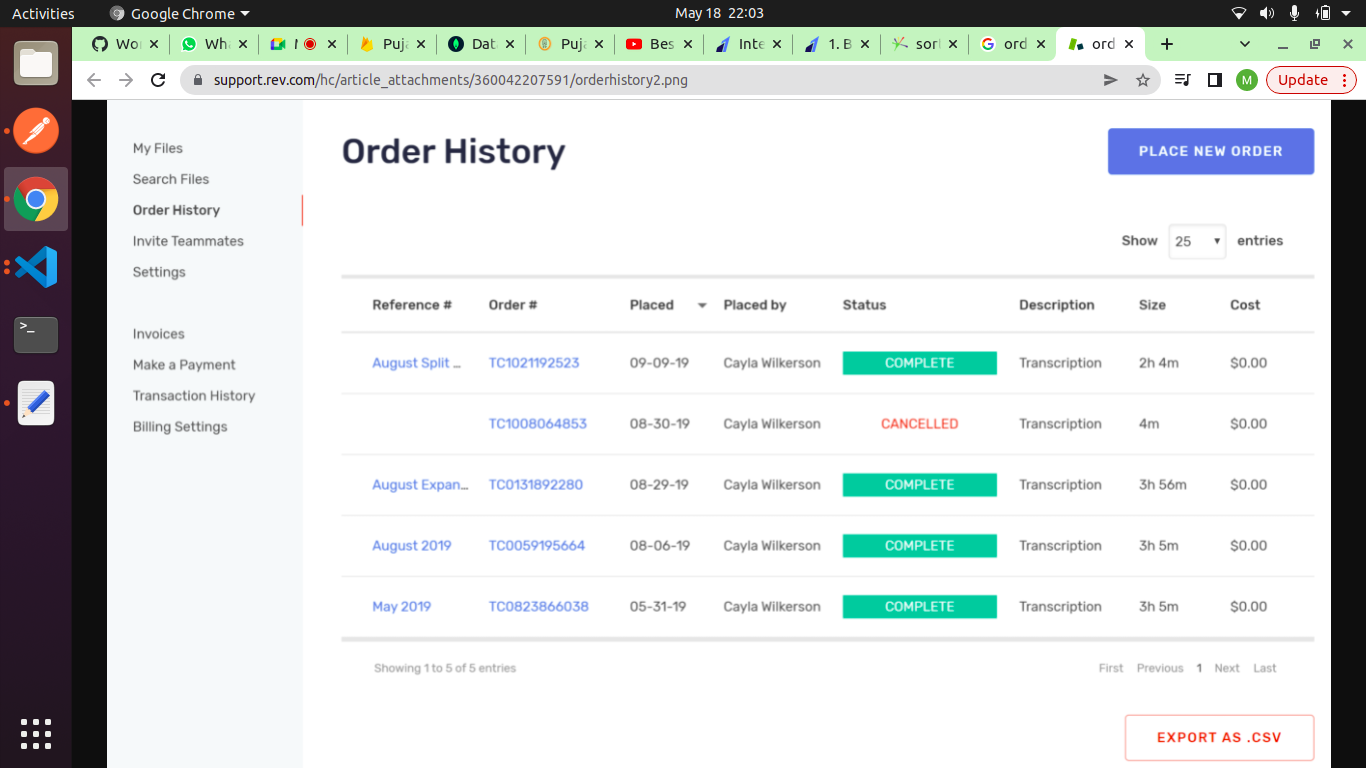 Activities Google Chrome May 18 22:03
Wor Wha Puja Data Puja Bes Inte 1. B sor ord ord
support.rev.com/hc/article_attachments/360042207591/orderhistory2.png M Update
My Files
Search Files
Order History
Invite Teammates
Settings
Invoices
Make a Payment
Transaction History
Billing Settings
Order History
PLACE NEW ORDER
Show 25 entries
Reference # Order # Placed Placed by Status Description Size Cost
August Split ... TC1021192523 09-09-19 Cayla Wilkerson COMPLETE Transcription 2h 4m $0.00
TC1008064853 08-30-19 Cayla Wilkerson CANCELLED Transcription 4m $0.00
August Expan... TC0131892280 08-29-19 Cayla Wilkerson COMPLETE Transcription 3h 56m $0.00
August 2019 TC0059195664 08-06-19 Cayla Wilkerson COMPLETE Transcription 3h 5m $0.00
May 2019 TC0823866038 05-31-19 Cayla Wilkerson COMPLETE Transcription 3h 5m $0.00
Showing 1 to 5 of 5 entries First Previous 1 Next Last
EXPORT AS .CSV